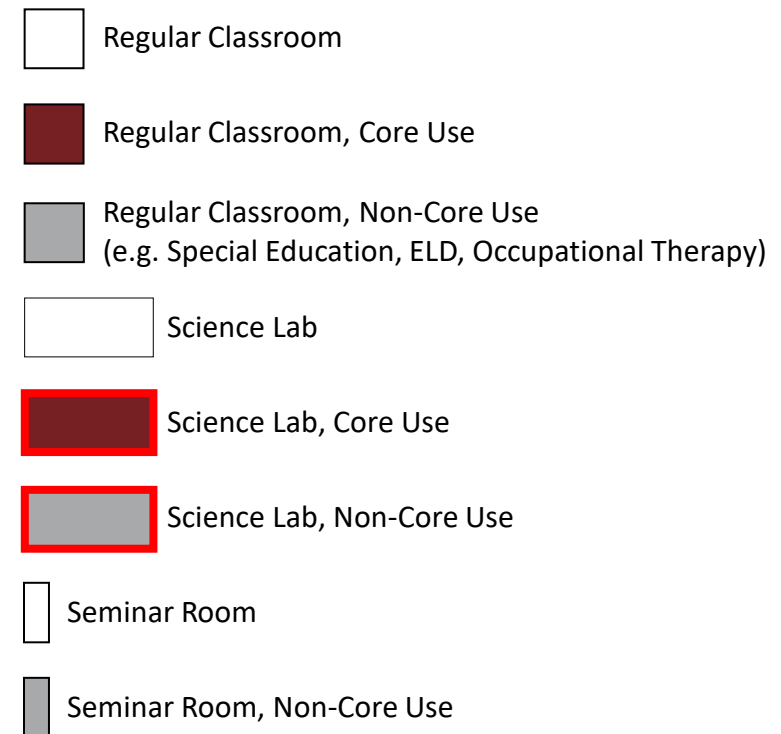 Regular Classroom
Regular Classroom, Core Use
Regular Classroom, Non-Core Use
(e.g. Special Education, ELD, Occupational Therapy)
Science Lab
Science Lab, Core Use
Science Lab, Non-Core Use
Seminar Room
Seminar Room, Non-Core Use